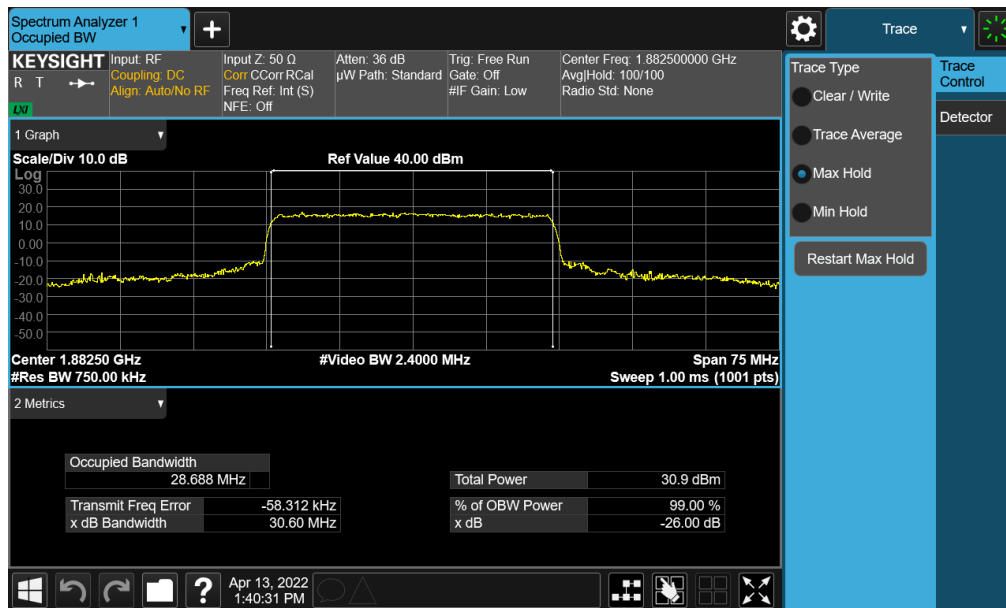 Spectrum Analyzer 1
Occupied BW
+
Trace
KEYSIGHT
R T
LXI
Input: RF
Coupling: DC
Align: Auto/No RF
Input Z: 50 Ω
Corr CCorr RCal
Freq Ref: Int (S)
NFE: Off
Atten: 36 dB
µW Path: Standard
Trig: Free Run
Gate: Off
#IF Gain: Low
Center Freq: 1.882500000 GHz
Avg|Hold: 100/100
Radio Std: None
Trace Type
Clear / Write
Trace Average
Max Hold
Min Hold
Restart Max Hold
Trace
Control
Detector
1 Graph
Scale/Div 10.0 dB
Ref Value 40.00 dBm
Log
30.0
20.0
10.0
0.00
-10.0
-20.0
-30.0
-40.0
-50.0
Center 1.88250 GHz
#Video BW 2.4000 MHz
Span 75 MHz
#Res BW 750.00 kHz
Sweep 1.00 ms (1001 pts)
2 Metrics
Occupied Bandwidth
28.688 MHz
Total Power 30.9 dBm
Transmit Freq Error -58.312 kHz
% of OBW Power 99.00 %
x dB Bandwidth 30.60 MHz
x dB -26.00 dB
?
Apr 13, 2022
1:40:31 PM